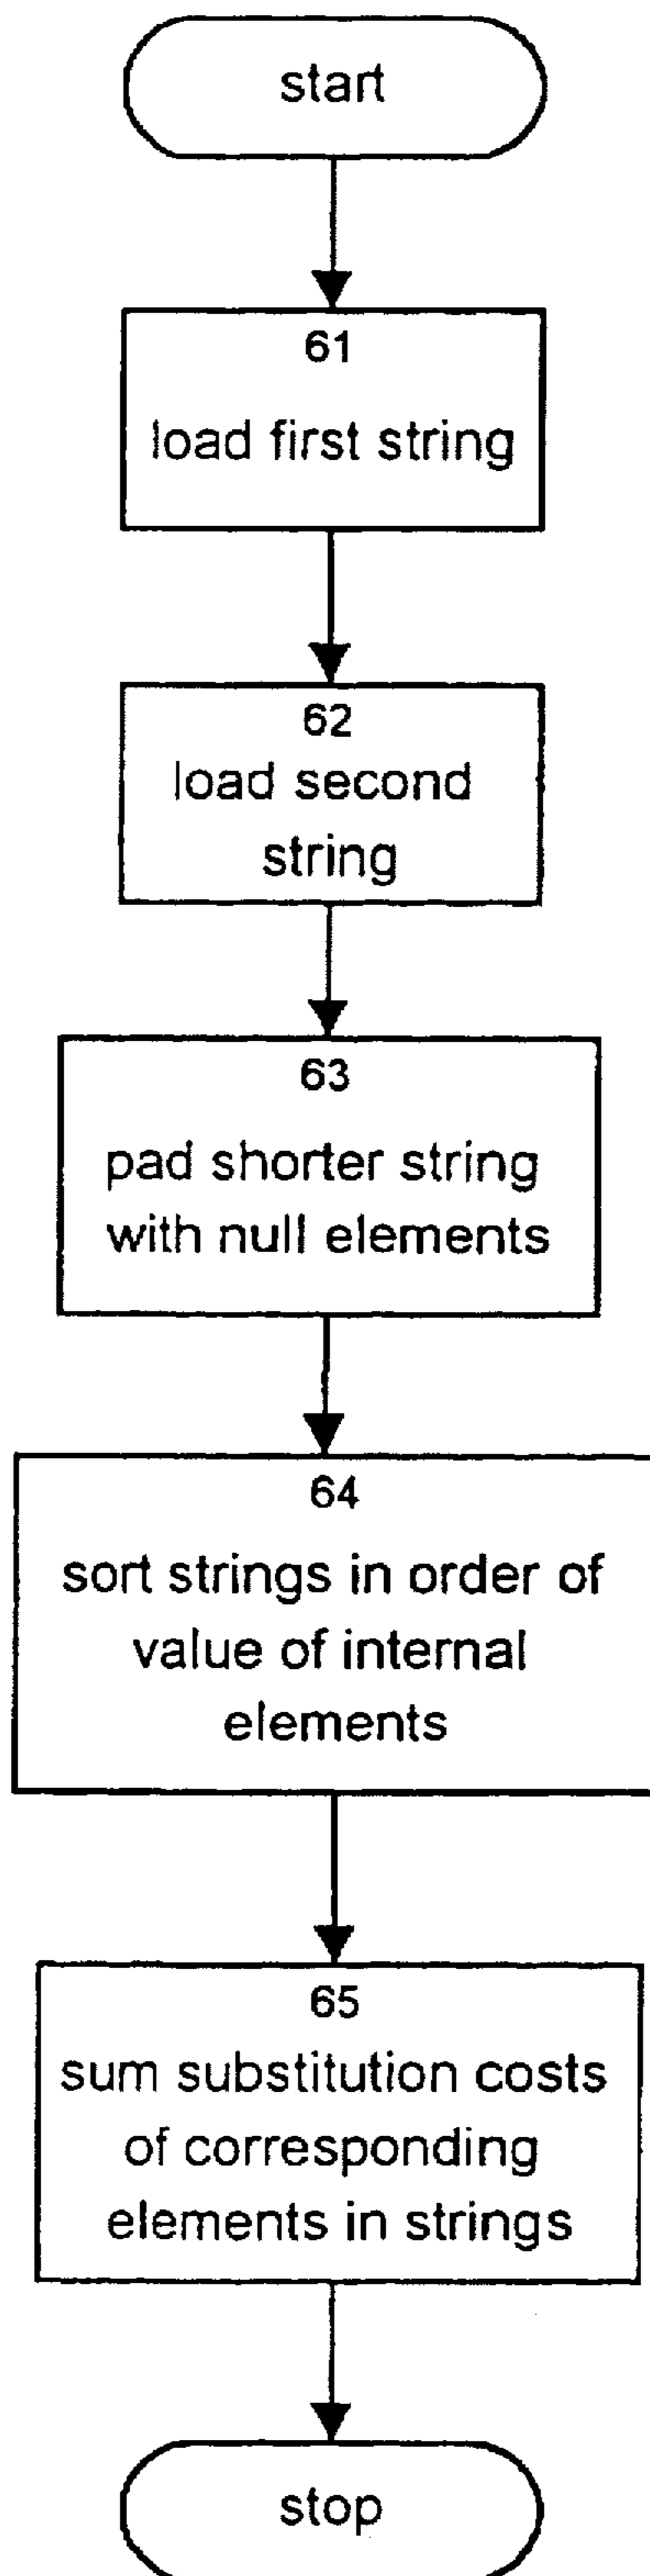 start
61
load first string
62
load second
string
63
pad shorter string
with null elements
64
sort strings in order of
value of internal
elements
65
sum substitution costs
of corresponding
elements in strings
stop